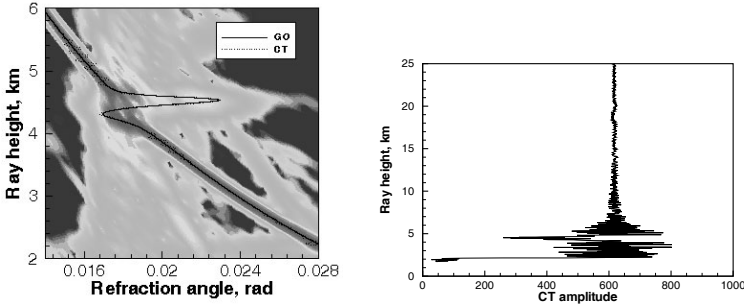 6
5
4
3
2
Ray height, km
GO
CT
0.016 0.02 0.024 0.028
Refraction angle, rad
25
20
15
10
5
0
Ray height, km
0 200 400 600 800 1000
CT amplitude